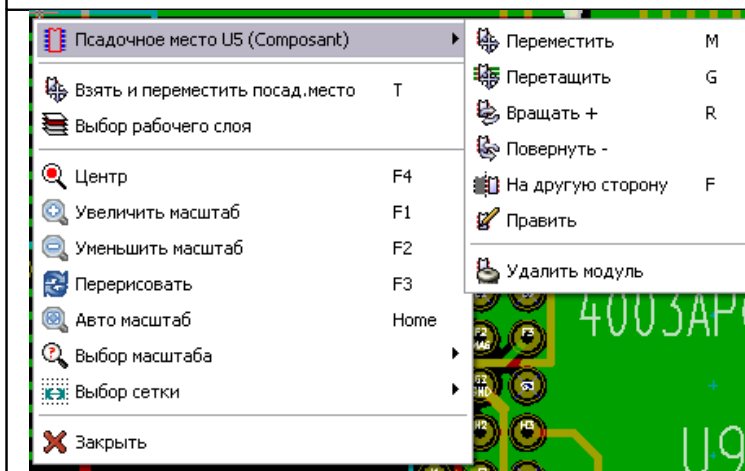 Псадочное место U5 (Composant)
Взять и переместить посад.место T
Выбор рабочего слоя
Центр F4
Увеличить масштаб F1
Уменьшить масштаб F2
Перерисовать F3
Авто масштаб Home
Выбор масштаба
Выбор сетки
Закрыть
Переместить M
Перетащить G
Вращать + R
Повернуть -
На другую сторону F
Править
Удалить модуль
4003AP
U9